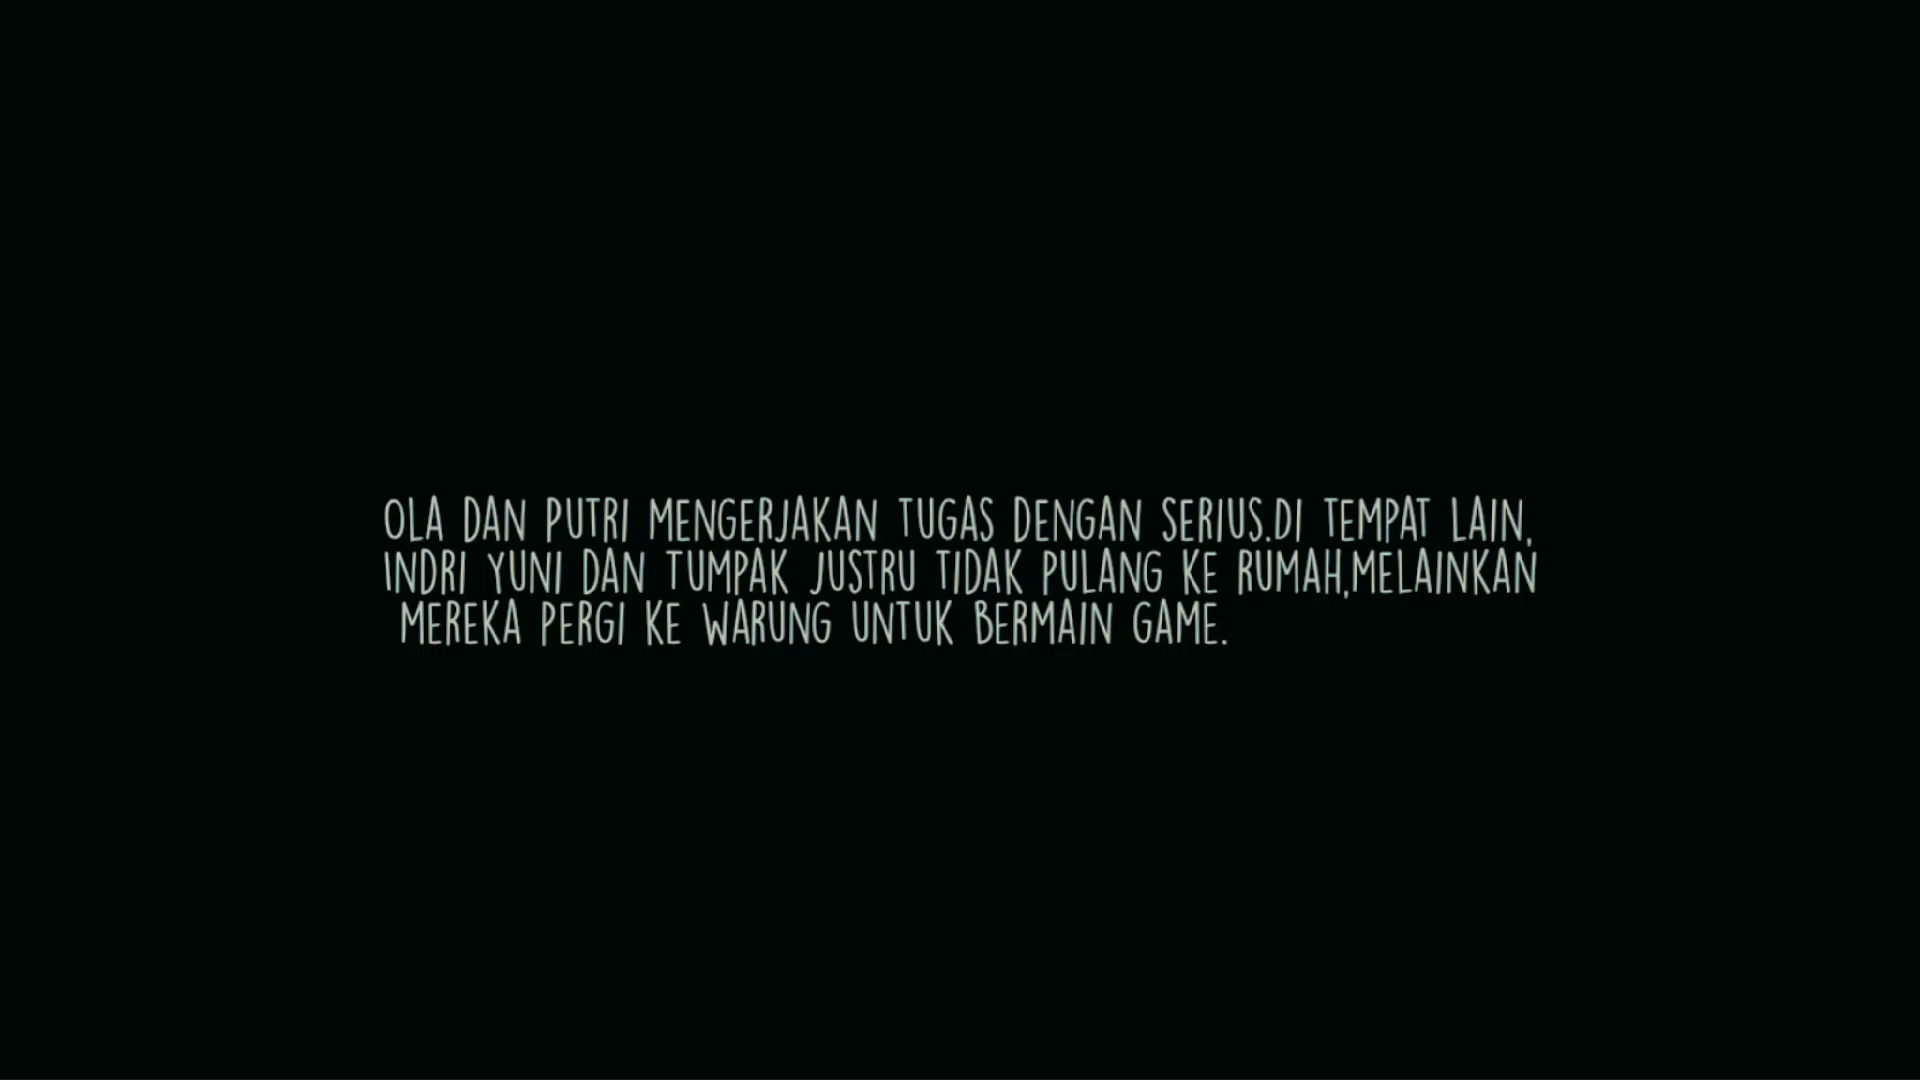 OLA DAN PUTRI MENGERJAKAN TUGAS DENGAN SERIUS.DI TEMPAT LAIN,
INDRI YUNI DAN TUMPAK JUSTRU TIDAK PULANG KE RUMAH,MELAINKAN
MEREKA PERGI KE WARUNG UNTUK BERMAIN GAME.